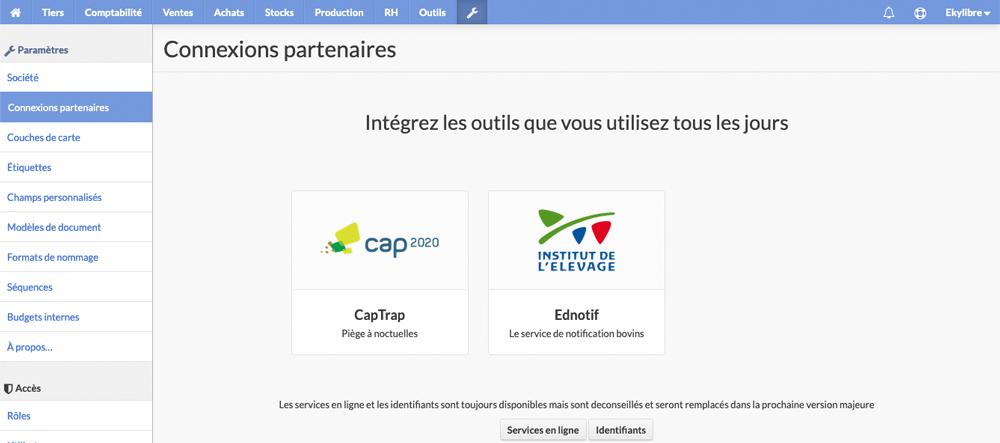 Tiers Comptabilité Ventes Achats Stocks Production RH Outils Ekylibre
Paramètres
Société
Connexions partenaires
Couches de carte
Étiquettes
Champs personnalisés
Modèles de document
Formats de nommage
Séquences
Budgets internes
À propos...
Accès
Rôles
Connexions partenaires
Intégrez les outils que vous utilisez tous les jours
cap 2020
CapTrap
Piège à noctuelles
INSTITUT DE
L'ELEVAGE
Ednotif
Le service de notification bovins
Les services en ligne et les identifiants sont toujours disponibles mais sont deconseillés et seront remplacés dans la prochaine version majeure
Services en ligne Identifiants